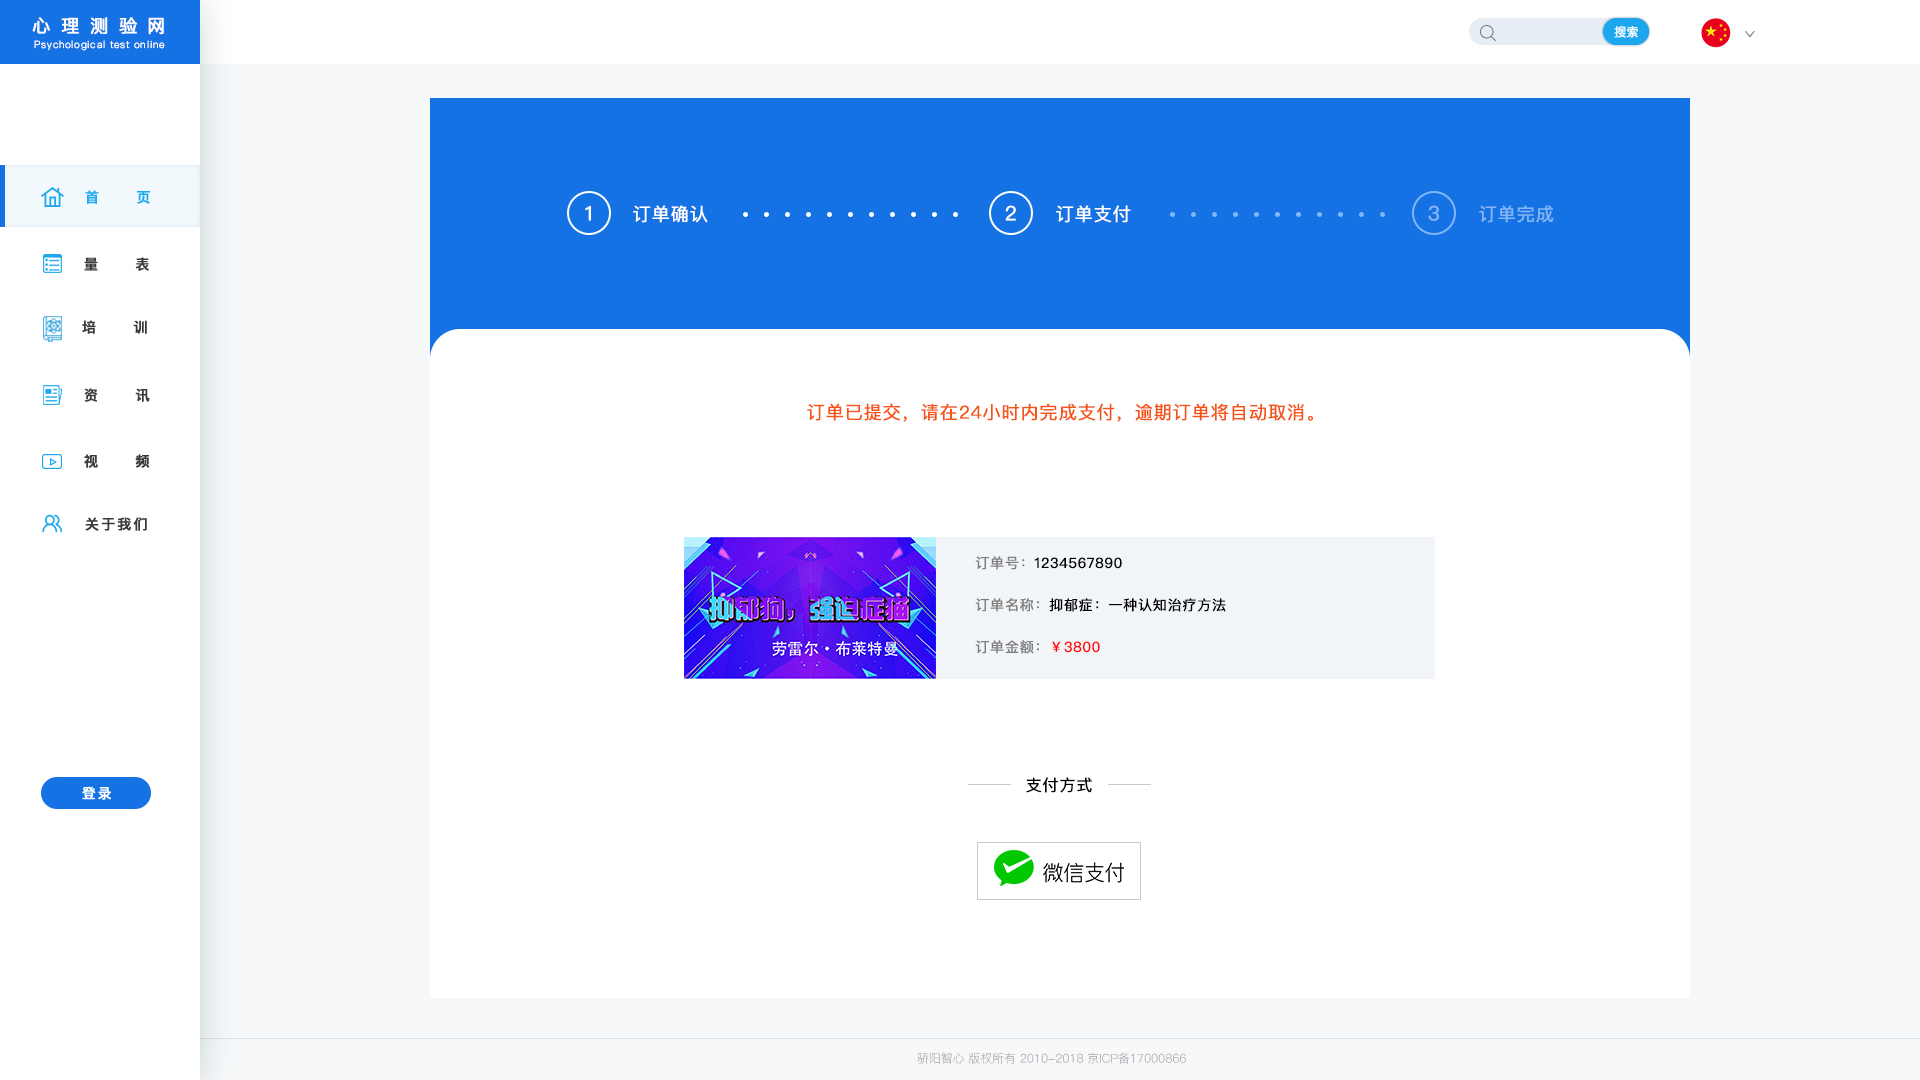 心理测验网
Psychological test online
搜索
首页
量表
培训
资讯
视频
关于我们
登录
1 订单确认
2 订单支付
3 订单完成
订单已提交，请在24小时内完成支付，逾期订单将自动取消。
抑郁狗，强迫症猫
劳雷尔·布莱特曼
订单号：1234567890
订单名称：抑郁症：一种认知治疗方法
订单金额：￥3800
支付方式
微信支付
骄阳智心 版权所有 2010-2018 京ICP备17000866